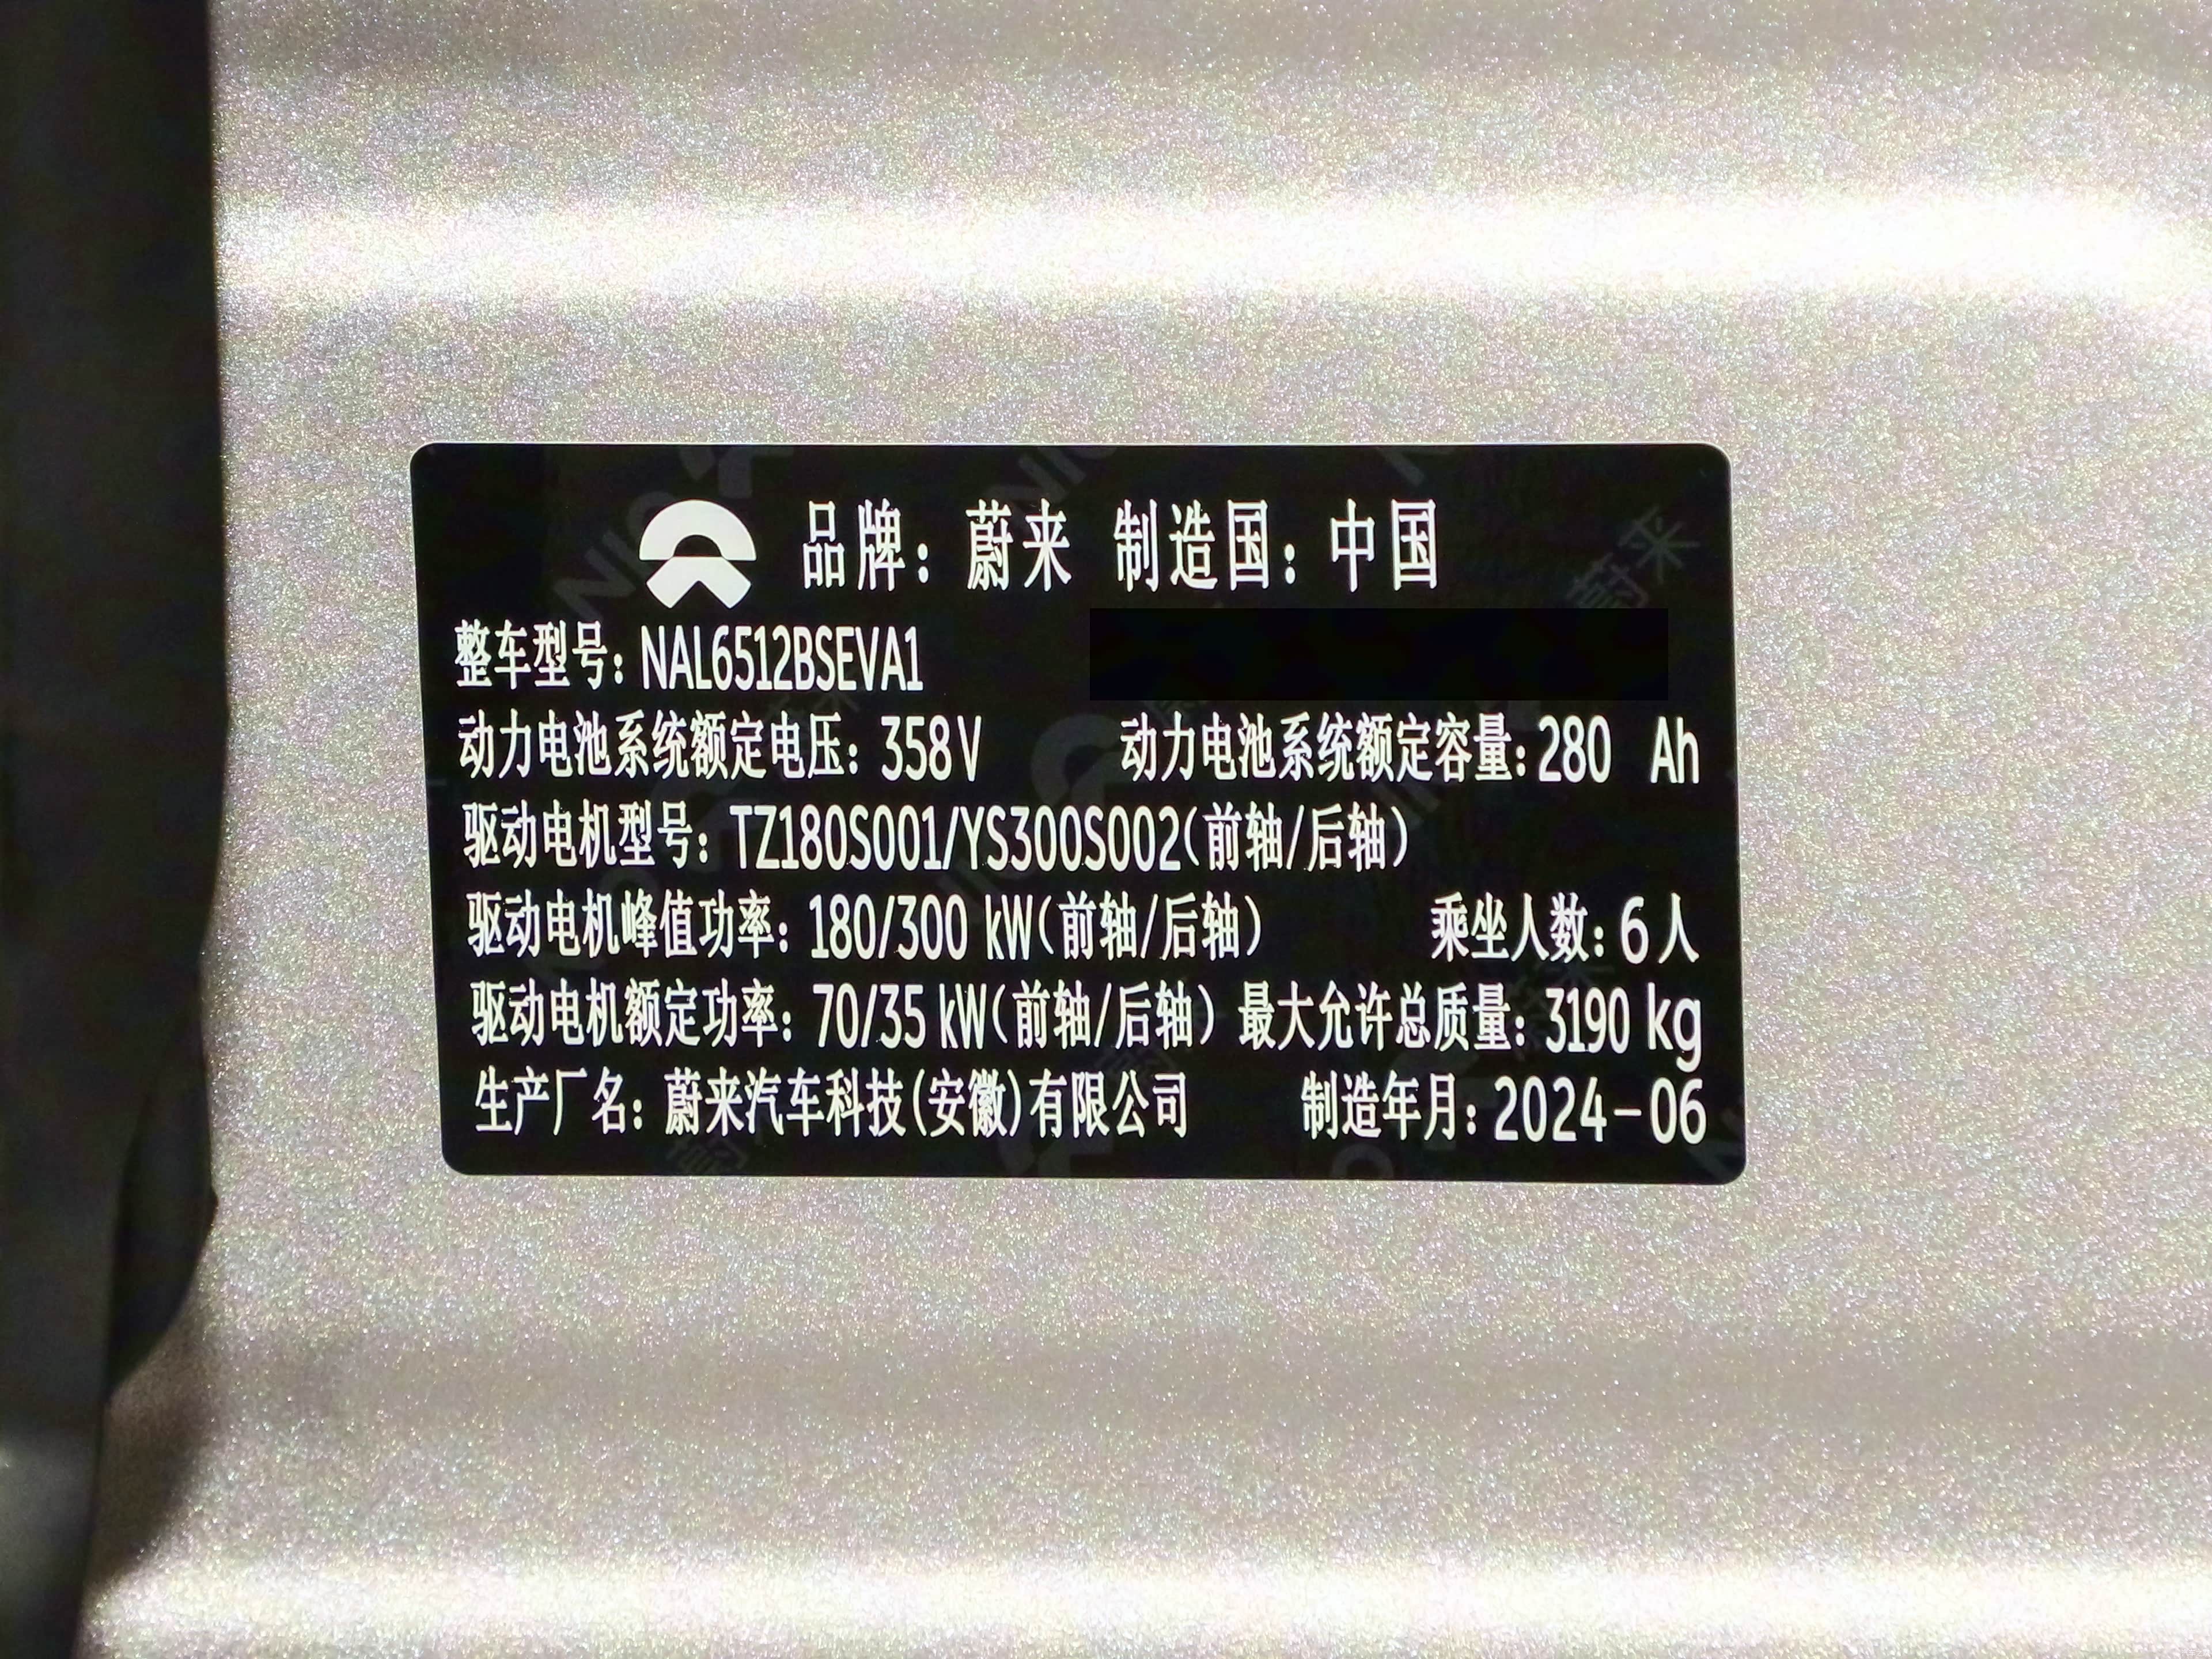 品牌：蔚来 制造国：中国
整车型号：NAL6512BSEVA1
动力电池系统额定电压：358V 动力电池系统额定容量：280 Ah
驱动电机型号：TZ180S001/YS300S002(前轴/后轴)
驱动电机峰值功率：180/300 kW(前轴/后轴) 乘坐人数：6人
驱动电机额定功率：70/35 kW(前轴/后轴) 最大允许总质量：3190 kg
生产厂名：蔚来汽车科技(安徽)有限公司 制造年月：2024-06